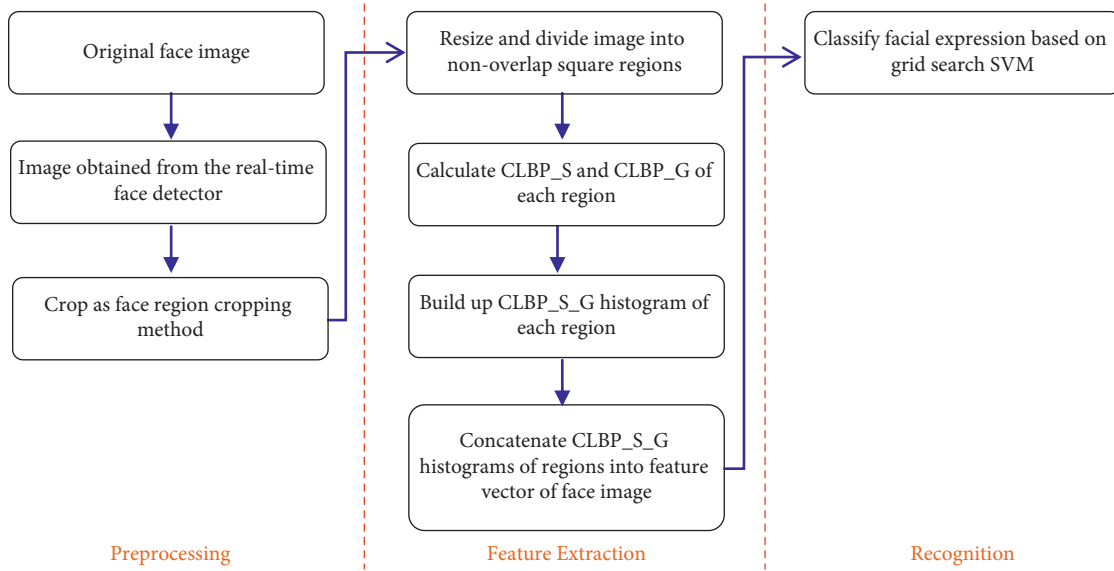 Original face image
Image obtained from the real-time
face detector
Crop as face region cropping
method
Preprocessing
Resize and divide image into
non-overlap square regions
Calculate CLBP_S and CLBP_G of
each region
Build up CLBP_S_G histogram of
each region
Concatenate CLBP_S_G
histograms of regions into feature
vector of face image
Feature Extraction
Classify facial expression based on
grid search SVM
Recognition